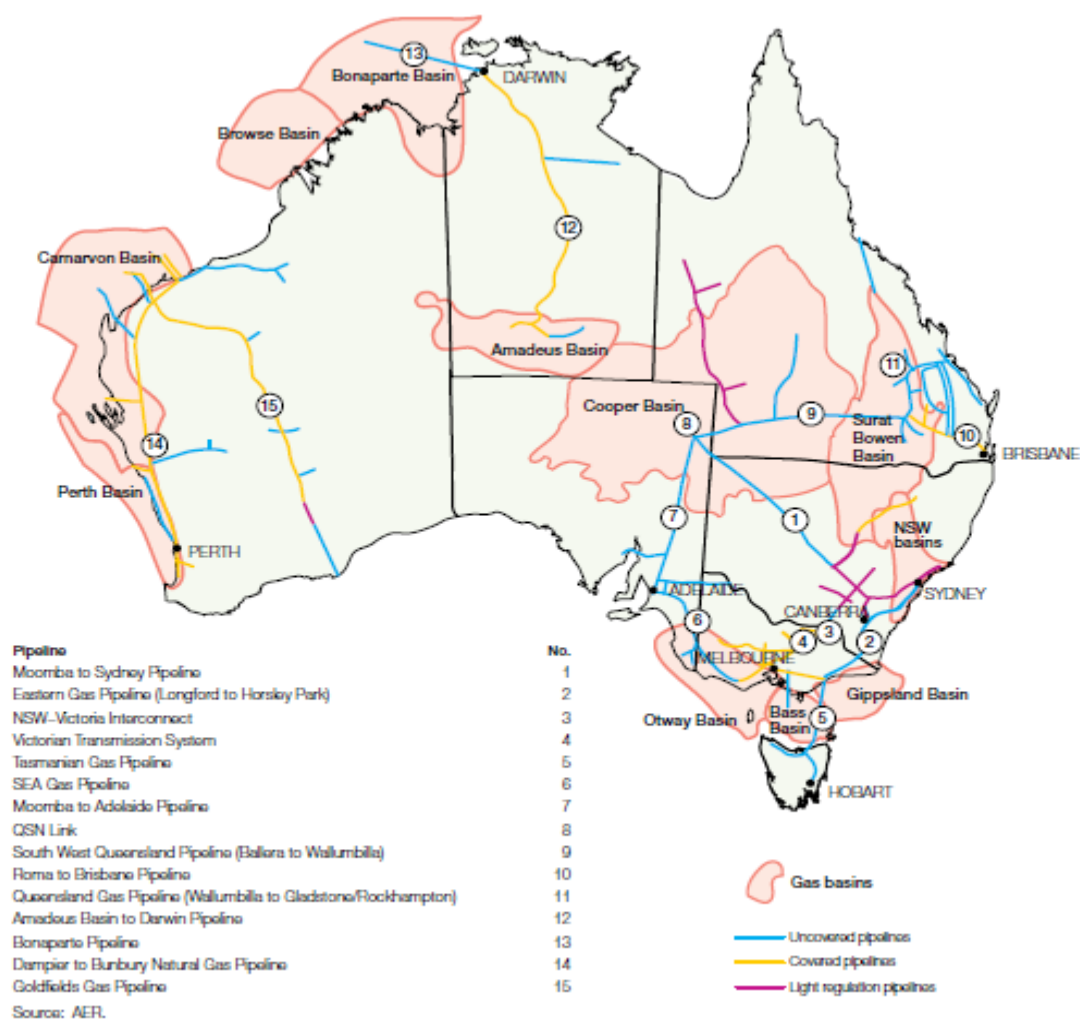 13
DARWIN
Bonaparte Basin
Browse Basin
12
Carnarvon Basin
Amadeus Basin
11
15
Cooper Basin
9
8
Surat
Bowen
Basin
10
14
BRISBANE
Perth Basin
7
1
NSW
basins
PERTH
ADELAIDE
SYDNEY
CANBERRA
6
3
4
2
MELBOURNE
Gippsland Basin
Otway Basin
Bass
Basin
5
HOBART
Pipeline No.
Moomba to Sydney Pipeline 1
Eastern Gas Pipeline (Longford to Horsley Park) 2
NSW–Victoria Interconnect 3
Victorian Transmission System 4
Tasmanian Gas Pipeline 5
SEA Gas Pipeline 6
Moomba to Adelaide Pipeline 7
QSN Link 8
South West Queensland Pipeline (Ballera to Wallumbilla) 9
Roma to Brisbane Pipeline 10
Queensland Gas Pipeline (Wallumbilla to Gladstone/Rockhampton) 11
Amadeus Basin to Darwin Pipeline 12
Bonaparte Pipeline 13
Dampier to Bunbury Natural Gas Pipeline 14
Goldfields Gas Pipeline 15
Source: AER.
Gas basins
Uncovered pipelines
Covered pipelines
Light regulation pipelines